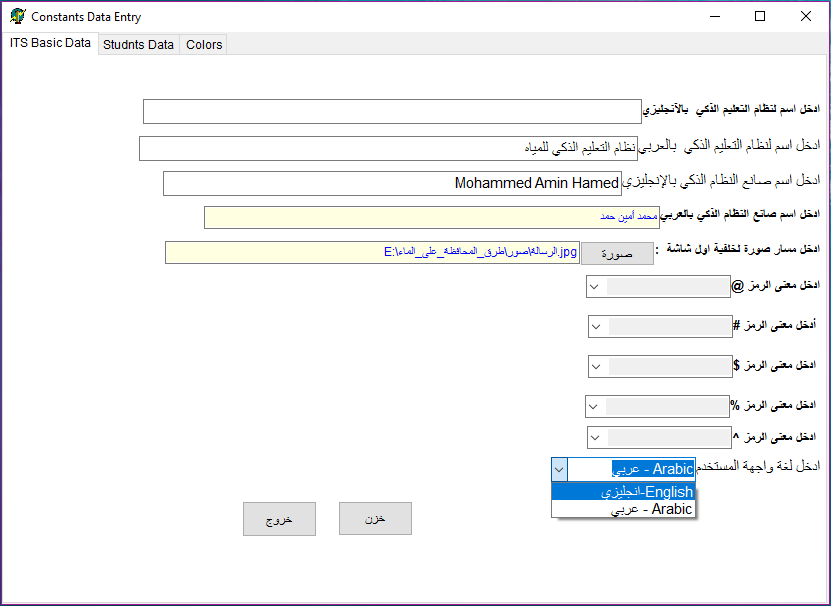 Constants Data Entry
ITS Basic Data Studnts Data Colors
ادخل اسم لنظام التعليم الذكي بالآنجليزي
ادخل اسم لنظام التعليم الذكي بالعربي نظام التعليم الذكي للمياه
ادخل اسم صانع النظام الذكي بالإنجليزي Mohammed Amin Hamed
ادخل اسم صانع النظام الذكي بالعربي محمد أمين حمد
ادخل مسار صورة لخلفية اول شاشة : صورة E:\الرسالة\صور\طرق_المحافظة_على_الماء.jpg
ادخل معنى الرمز @
أدخل معنى الرمز #
ادخل معنى الرمز $
ادخل معنى الرمز %
ادخل معنى الرمز ^
ادخل لغة واجهة المستخدم عربي - Arabic
انجليزي-English
عربي - Arabic
خزن خروج